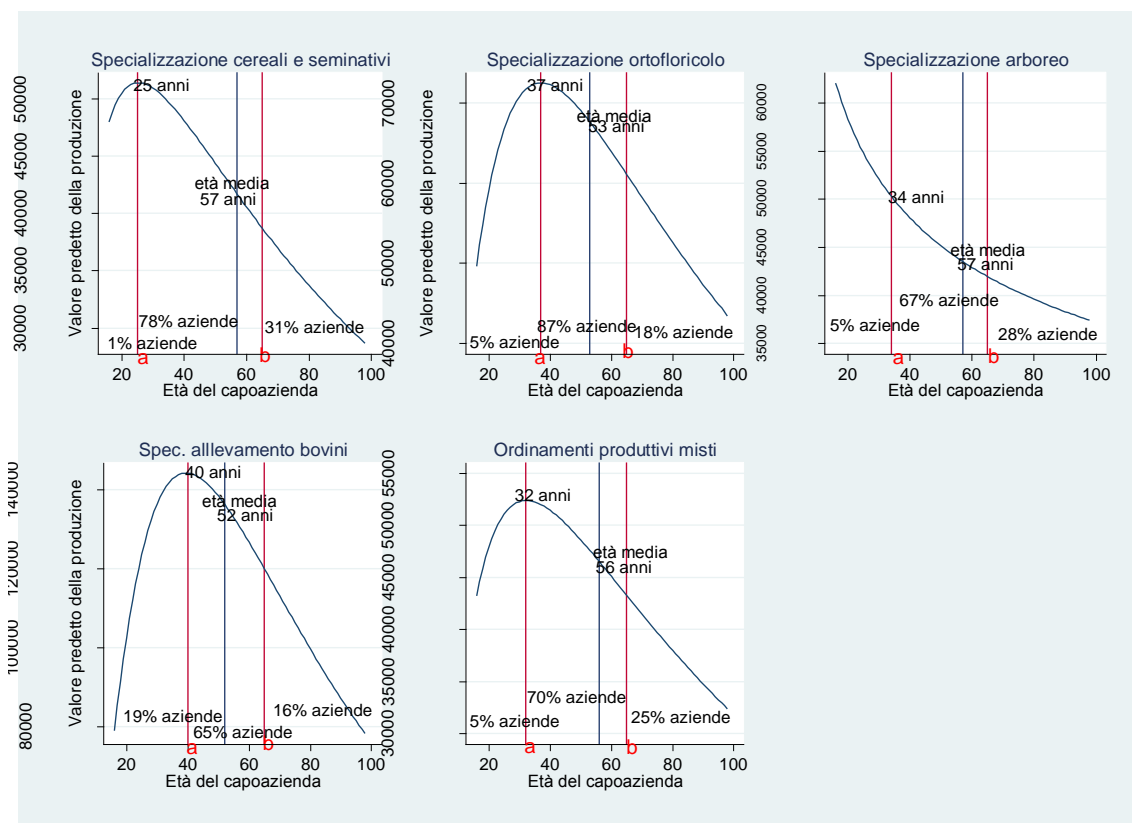 Specializzazione cereali e seminativi
Valore predetto della produzione
50000
45000
40000
35000
30000
25 anni
età media
57 anni
78% aziende
31% aziende
1% aziende
a
b
20 40 60 80 100
Età del capoazienda
Specializzazione ortofloricolo
Valore predetto della produzione
70000
60000
50000
40000
37 anni
età media
53 anni
87% aziende
18% aziende
5% aziende
a
b
20 40 60 80 100
Età del capoazienda
Specializzazione arboreo
60000
55000
50000
45000
40000
35000
34 anni
età media
57 anni
67% aziende
5% aziende
28% aziende
a
b
20 40 60 80 100
Età del capoazienda
Spec. alllevamento bovini
Valore predetto della produzione
140000
120000
100000
80000
40 anni
età media
52 anni
16% aziende
19% aziende
65% aziende
a
b
20 40 60 80 100
Età del capoazienda
Ordinamenti produttivi misti
55000
50000
45000
40000
35000
30000
32 anni
età media
56 anni
70% aziende
25% aziende
5% aziende
a
b
20 40 60 80 100
Età del capoazienda